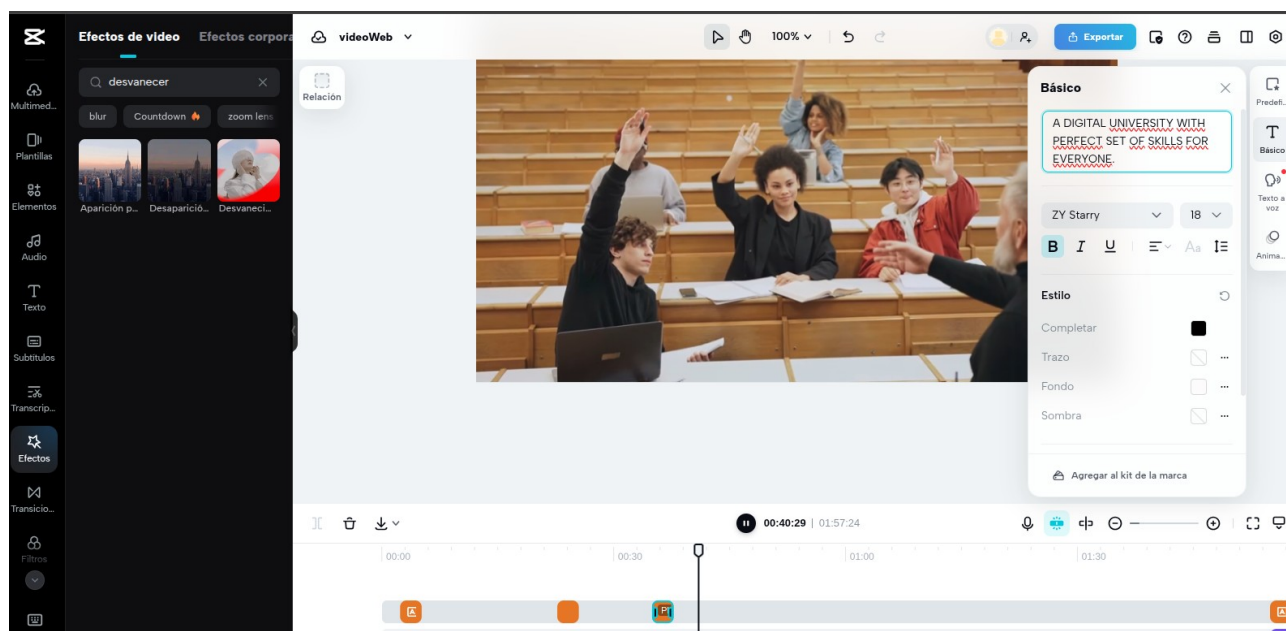 Efectos de video Efectos corpora
videoWeb
100%
Exportar
Multimed...
Plantillas
Elementos
Audio
Texto
Subtítulos
Transcrip...
Efectos
Transicio...
Filtros
desvanecer
blur Countdown zoom lens
Aparición p... Desaparició... Desvaneci...
Relación
Básico
A DIGITAL UNIVERSITY WITH
PERFECT SET OF SKILLS FOR
EVERYONE.
ZY Starry 18
B I U Aa
Estilo
Completar
Trazo
Fondo
Sombra
Agregar al kit de la marca
Predefi...
Básico
Texto a
voz
Anima...
00:40:29 | 01:57:24
00:00 00:30 01:00 01:30